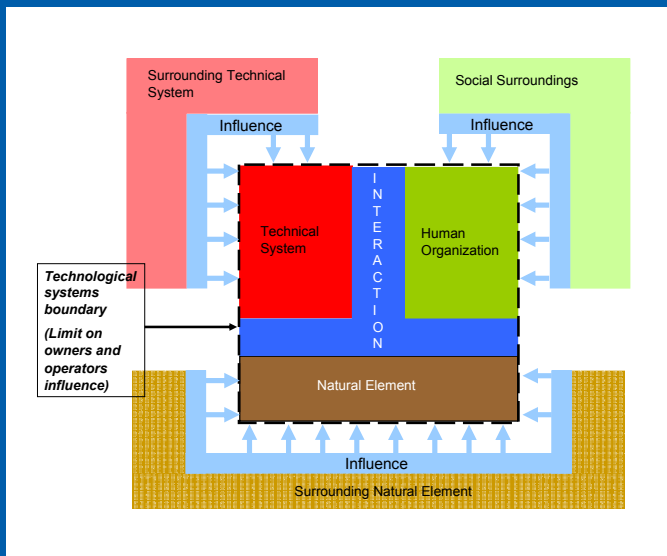 Surrounding Technical
System
Social Surroundings
Influence
Influence
INTERACTION
Technical
System
Human
Organization
Technological
systems
boundary
(Limit on
owners and
operators
influence)
Natural Element
Influence
Surrounding Natural Element